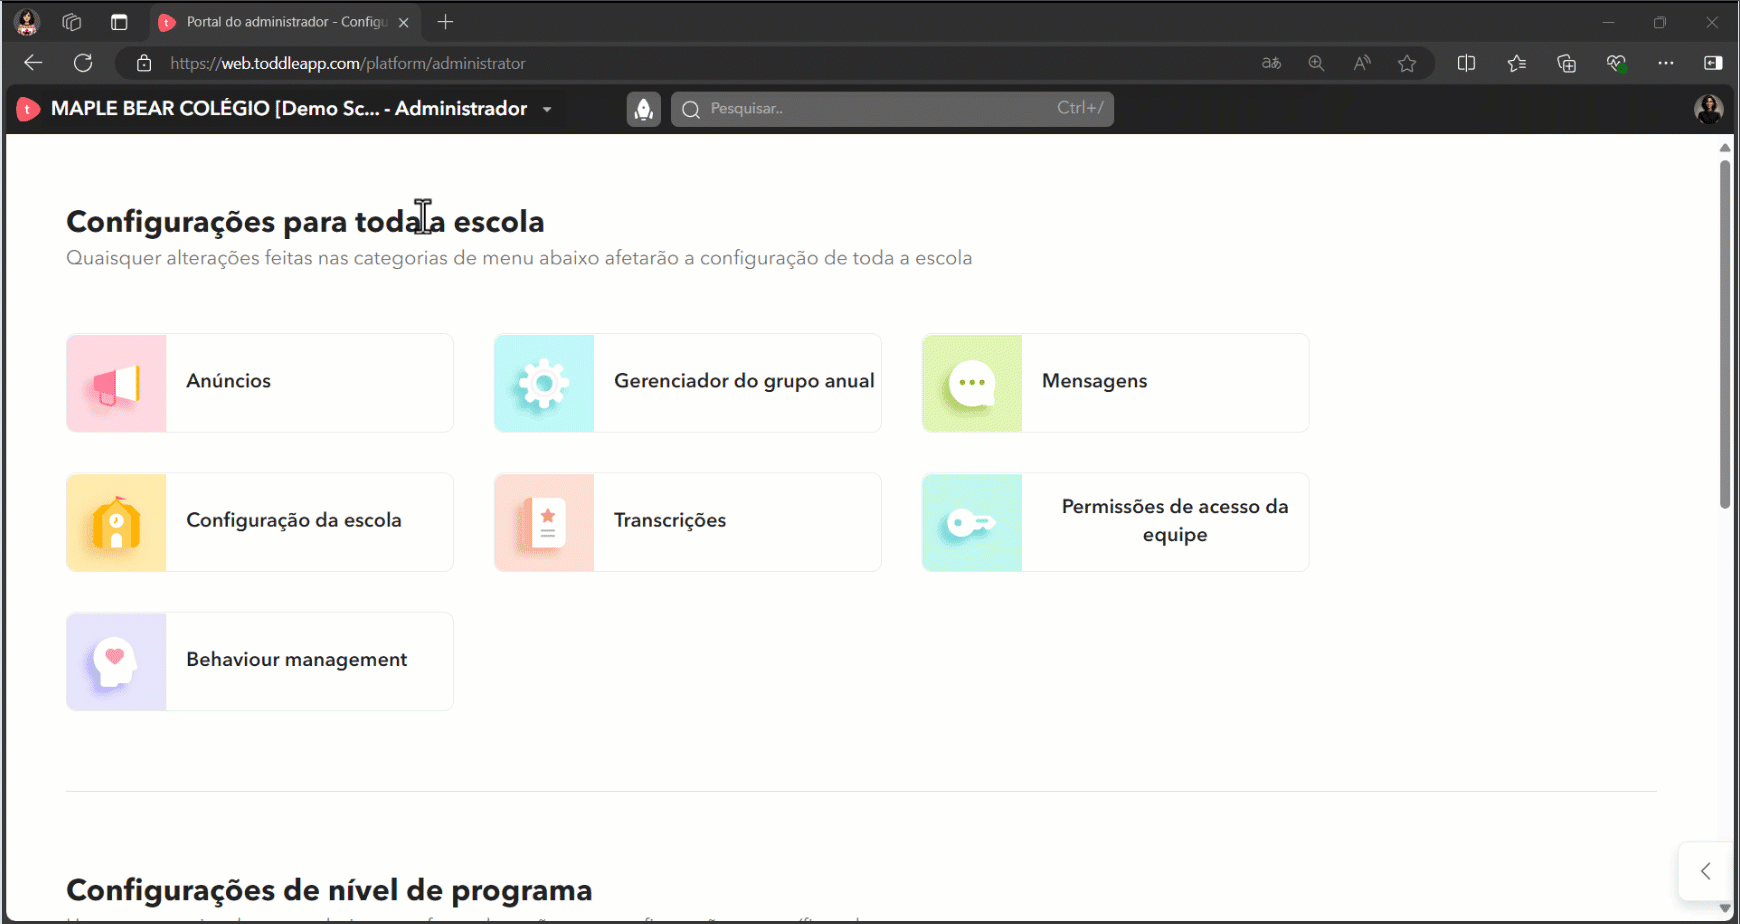 Portal do administrador - Configu
https://web.toddleapp.com/platform/administrator
MAPLE BEAR COLÉGIO [Demo Sc... - Administrador
Pesquisar..
Ctrl+/
Configurações para toda a escola
Quaisquer alterações feitas nas categorias de menu abaixo afetarão a configuração de toda a escola
Anúncios
Gerenciador do grupo anual
Mensagens
Configuração da escola
Transcrições
Permissões de acesso da
equipe
Behaviour management
Configurações de nível de programa